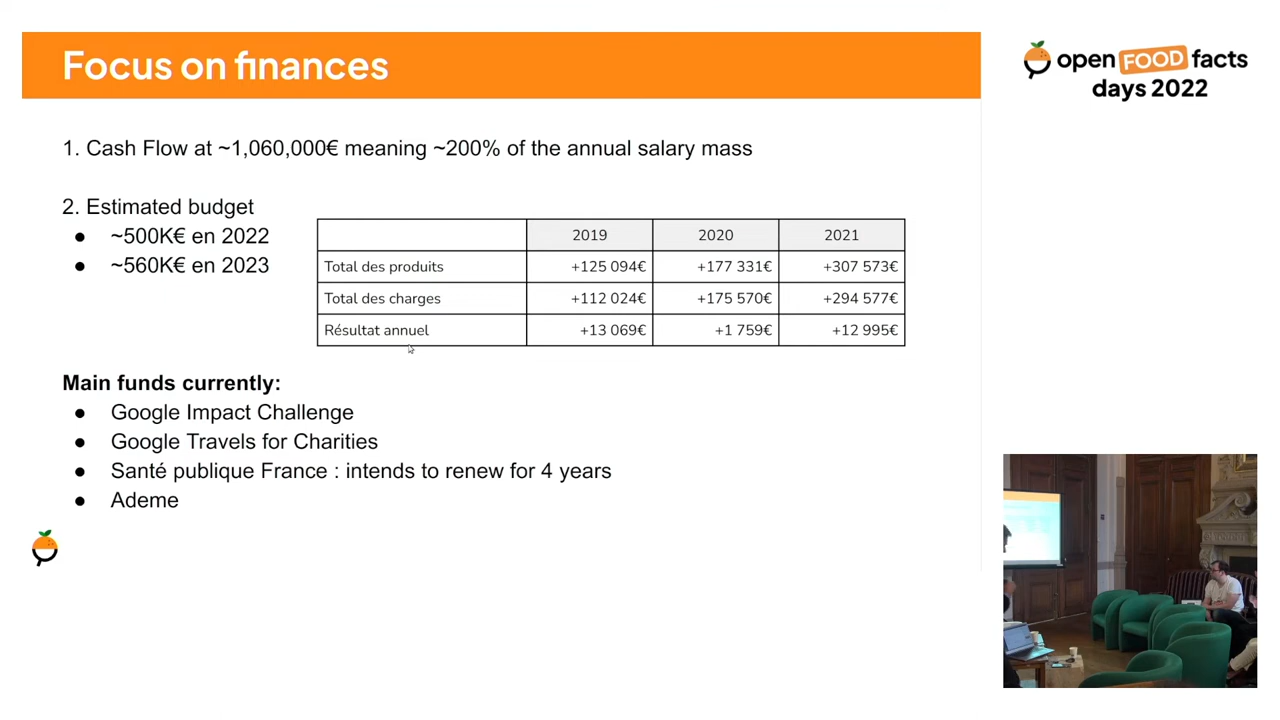 Focus on finances
open FOOD facts
days 2022
1. Cash Flow at ~1,060,000€ meaning ~200% of the annual salary mass
2. Estimated budget
● ~500K€ en 2022
● ~560K€ en 2023
2019 2020 2021
Total des produits +125 094€ +177 331€ +307 573€
Total des charges +112 024€ +175 570€ +294 577€
Résultat annuel +13 069€ +1 759€ +12 995€
Main funds currently:
● Google Impact Challenge
● Google Travels for Charities
● Santé publique France : intends to renew for 4 years
● Ademe